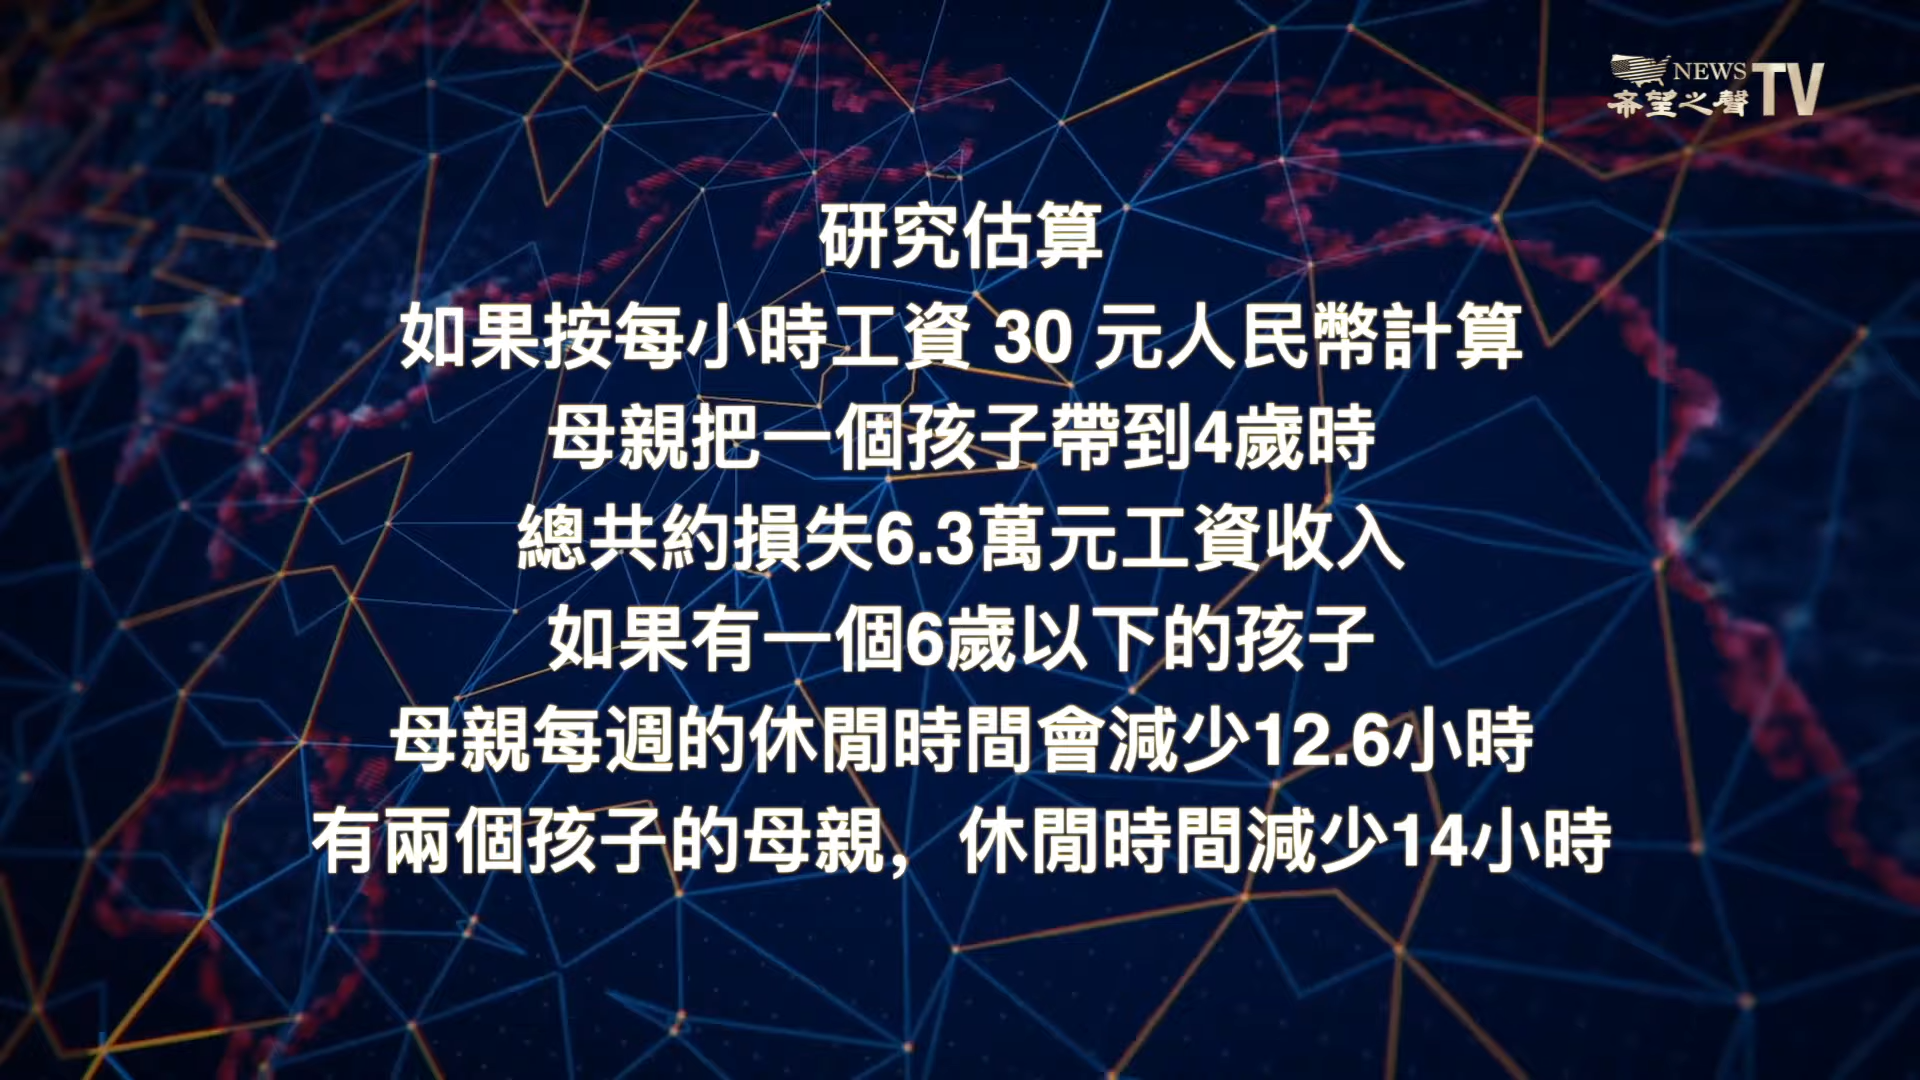 NEWS
希望之聲TV
研究估算
如果按每小時工資 30 元人民幣計算
母親把一個孩子帶到4歲時
總共約損失6.3萬元工資收入
如果有一個6歲以下的孩子
母親每週的休閒時間會減少12.6小時
有兩個孩子的母親，休閒時間減少14小時